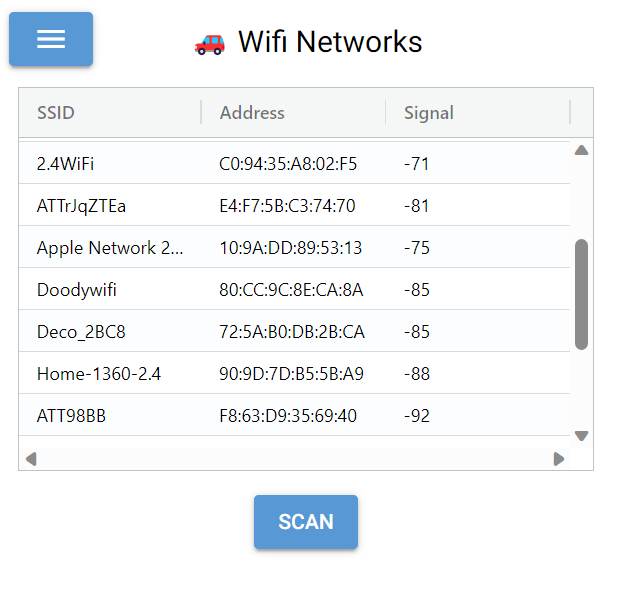 Wifi Networks
SSID Address Signal
2.4WiFi C0:94:35:A8:02:F5 -71
ATTrJqZTEa E4:F7:5B:C3:74:70 -81
Apple Network 2... 10:9A:DD:89:53:13 -75
Doodywifi 80:CC:9C:8E:CA:8A -85
Deco_2BC8 72:5A:B0:DB:2B:CA -85
Home-1360-2.4 90:9D:7D:B5:5B:A9 -88
ATT98BB F8:63:D9:35:69:40 -92
SCAN